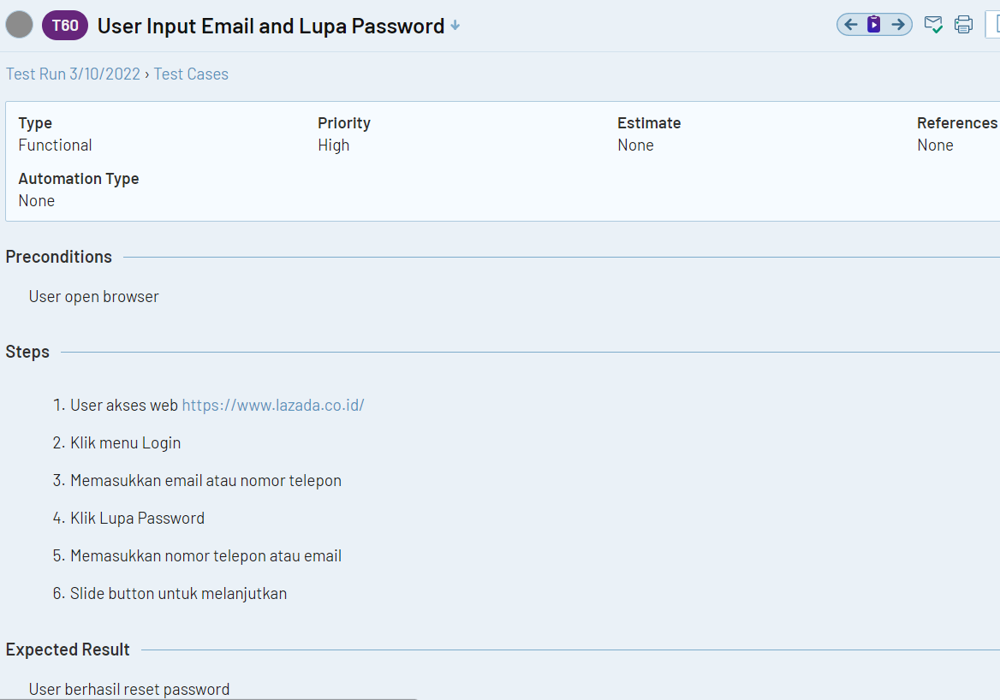 T60 User Input Email and Lupa Password
Test Run 3/10/2022 › Test Cases
Type Priority Estimate References
Functional High None None
Automation Type
None
Preconditions
User open browser
Steps
1. User akses web https://www.lazada.co.id/
2. Klik menu Login
3. Memasukkan email atau nomor telepon
4. Klik Lupa Password
5. Memasukkan nomor telepon atau email
6. Slide button untuk melanjutkan
Expected Result
User berhasil reset password